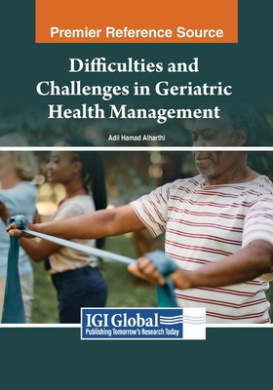 Premier Reference Source
Difficulties and
Challenges in Geriatric
Health Management
Adil Hamad Alharthi
IGI Global
Publishing Tomorrow's Research Today